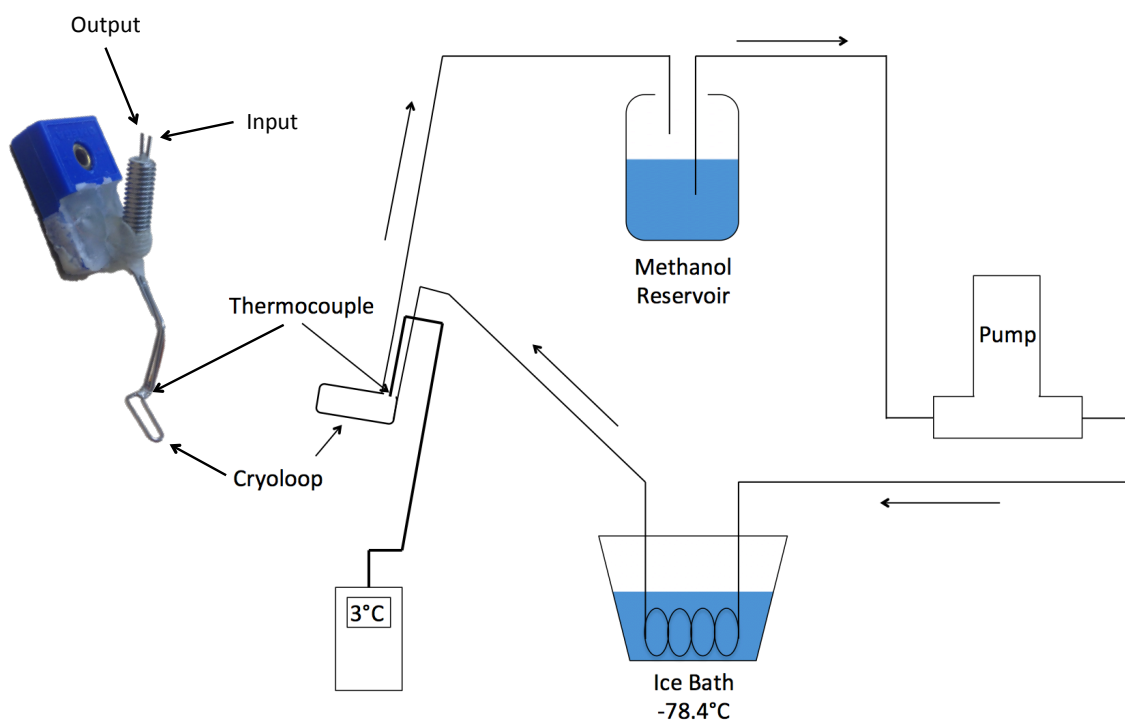 Output
Input
Thermocouple
Cryoloop
3°C
Methanol
Reservoir
Pump
Ice Bath
-78.4°C